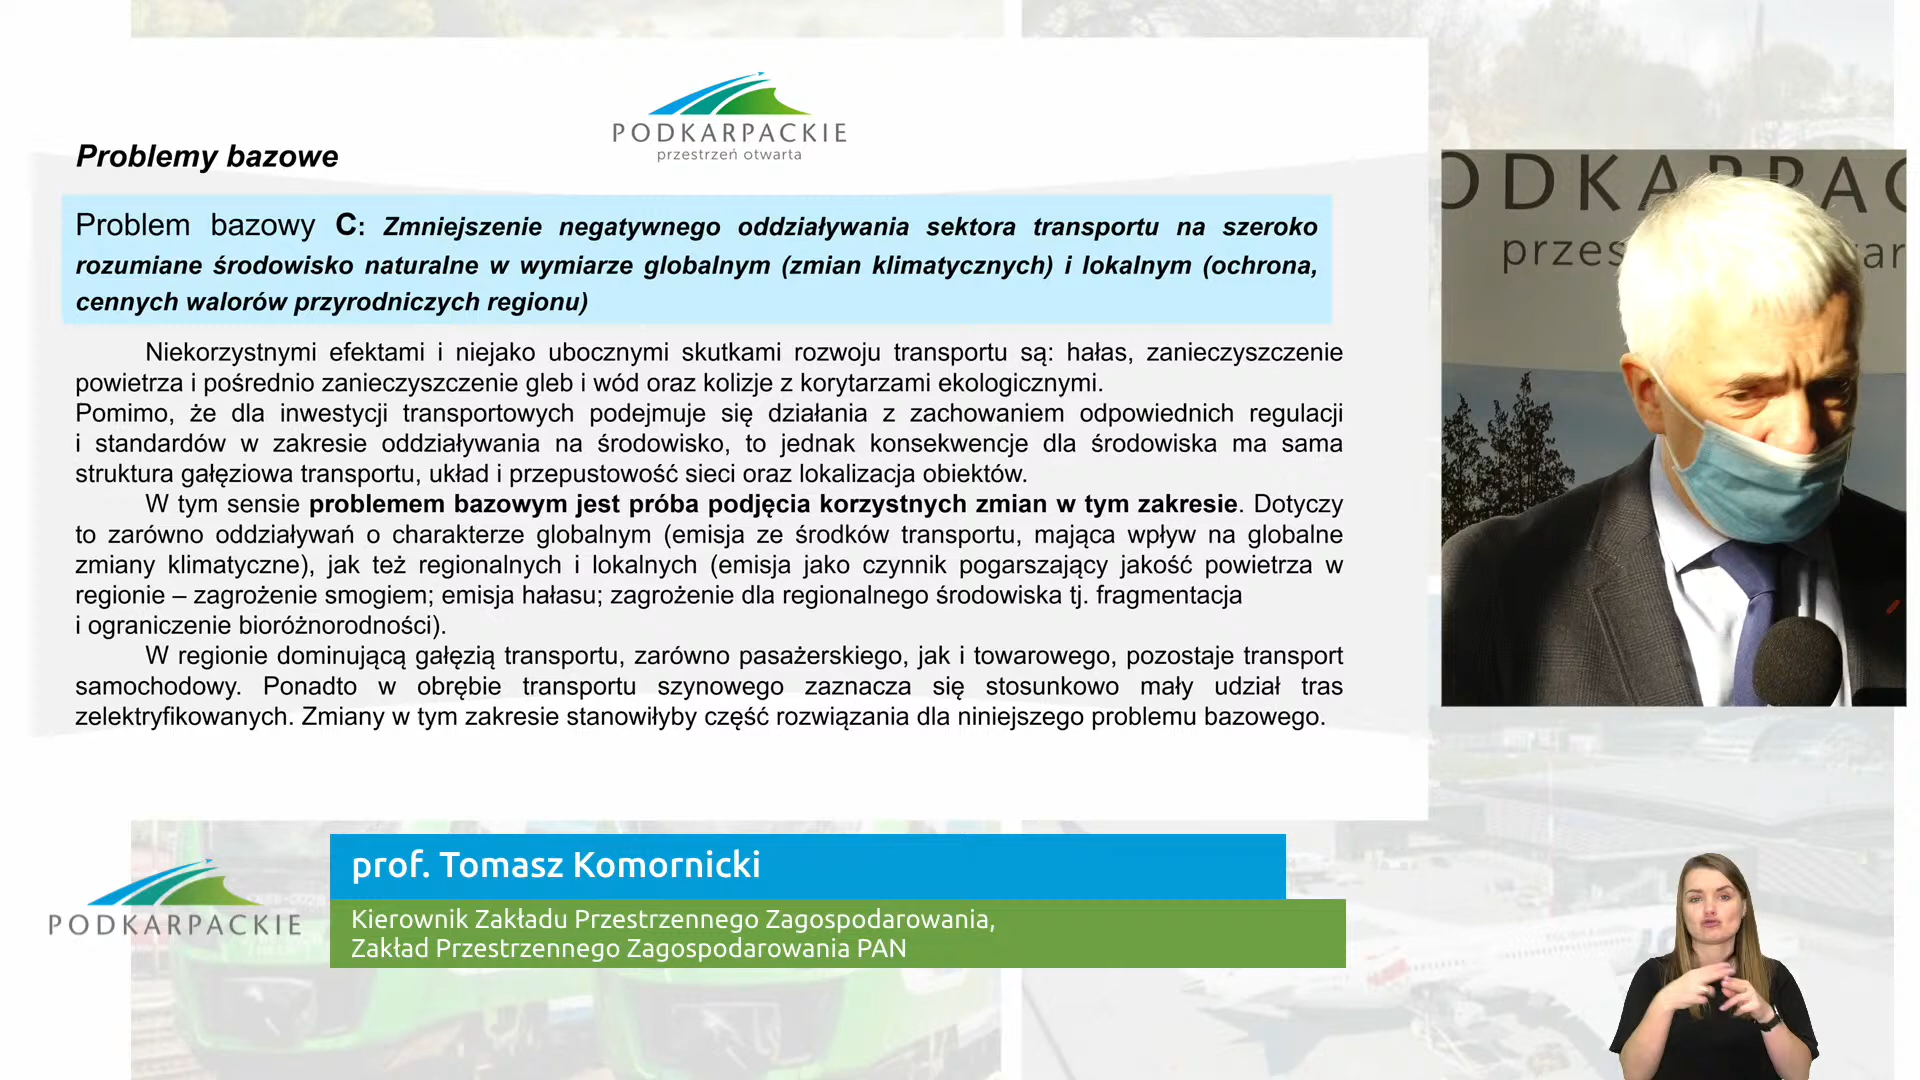 PODKARPACKIE
przestrzeń otwarta
Problemy bazowe
Problem bazowy C: Zmniejszenie negatywnego oddziaływania sektora transportu na szeroko
rozumiane środowisko naturalne w wymiarze globalnym (zmian klimatycznych) i lokalnym (ochrona,
cennych walorów przyrodniczych regionu)
Niekorzystnymi efektami i niejako ubocznymi skutkami rozwoju transportu są: hałas, zanieczyszczenie
powietrza i pośrednio zanieczyszczenie gleb i wód oraz kolizje z korytarzami ekologicznymi.
Pomimo, że dla inwestycji transportowych podejmuje się działania z zachowaniem odpowiednich regulacji
i standardów w zakresie oddziaływania na środowisko, to jednak konsekwencje dla środowiska ma sama
struktura gałęziowa transportu, układ i przepustowość sieci oraz lokalizacja obiektów.
W tym sensie problemem bazowym jest próba podjęcia korzystnych zmian w tym zakresie. Dotyczy
to zarówno oddziaływań o charakterze globalnym (emisja ze środków transportu, mająca wpływ na globalne
zmiany klimatyczne), jak też regionalnych i lokalnych (emisja jako czynnik pogarszający jakość powietrza w
regionie – zagrożenie smogiem; emisja hałasu; zagrożenie dla regionalnego środowiska tj. fragmentacja
i ograniczenie bioróżnorodności).
W regionie dominującą gałęzią transportu, zarówno pasażerskiego, jak i towarowego, pozostaje transport
samochodowy. Ponadto w obrębie transportu szynowego zaznacza się stosunkowo mały udział tras
zelektryfikowanych. Zmiany w tym zakresie stanowiłyby część rozwiązania dla niniejszego problemu bazowego.
ODKARPAC
przes war
PODKARPACKIE
prof. Tomasz Komornicki
Kierownik Zakładu Przestrzennego Zagospodarowania,
Zakład Przestrzennego Zagospodarowania PAN